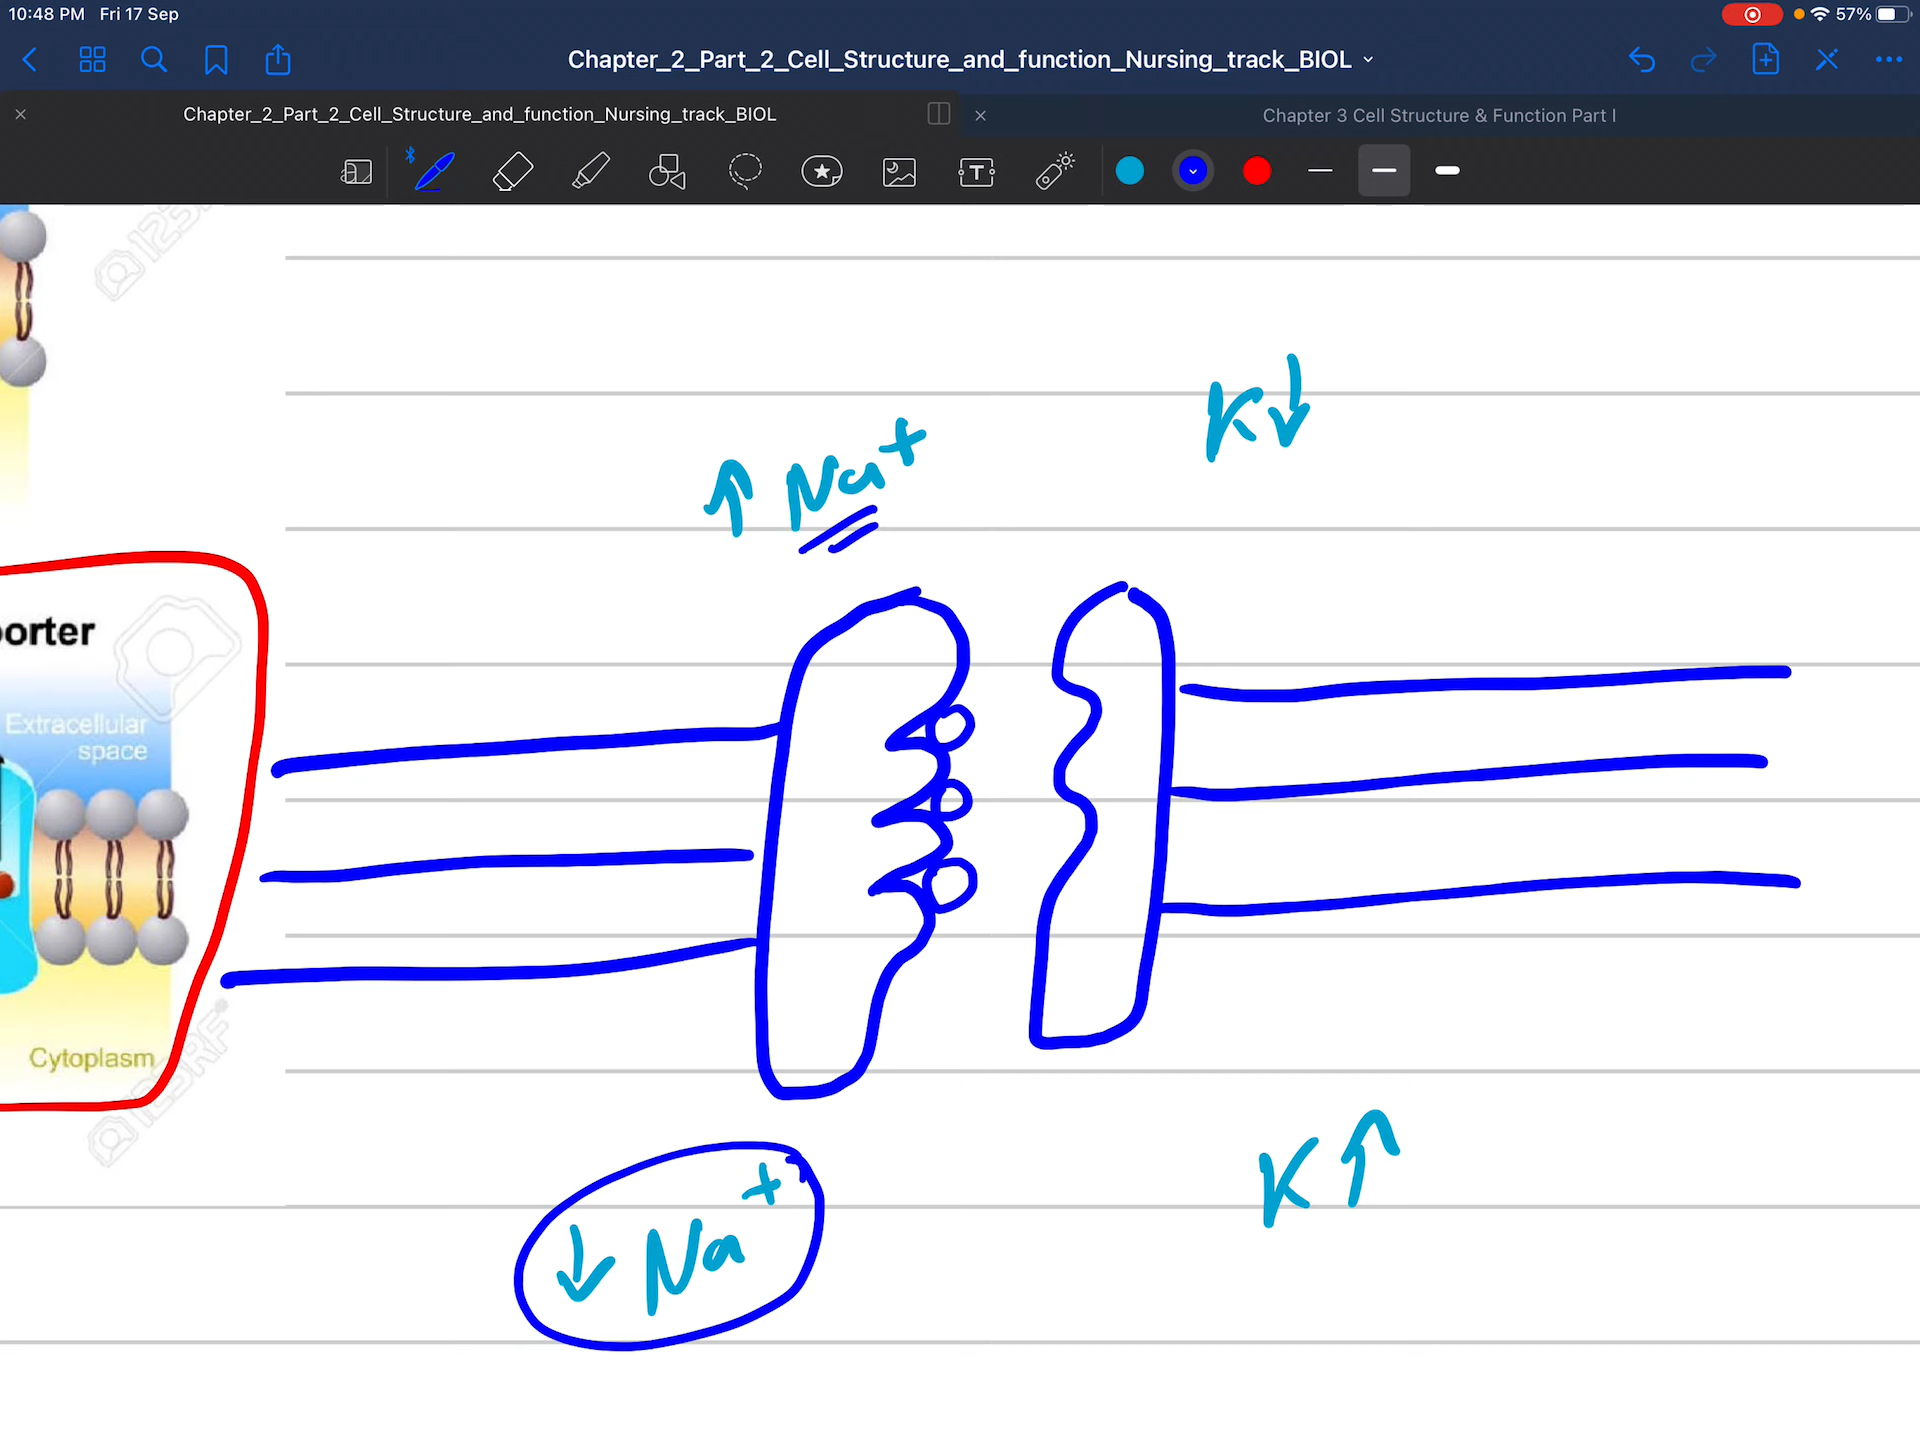 10:48 PM Fri 17 Sep
57%
Chapter_2_Part_2_Cell_Structure_and_function_Nursing_track_BIOL
Chapter_2_Part_2_Cell_Structure_and_function_Nursing_track_BIOL
Chapter 3 Cell Structure & Function Part I
T
K↓
↑ Na+
orter
Extracellular
space
Cytoplasm
K↑
↓ Na+